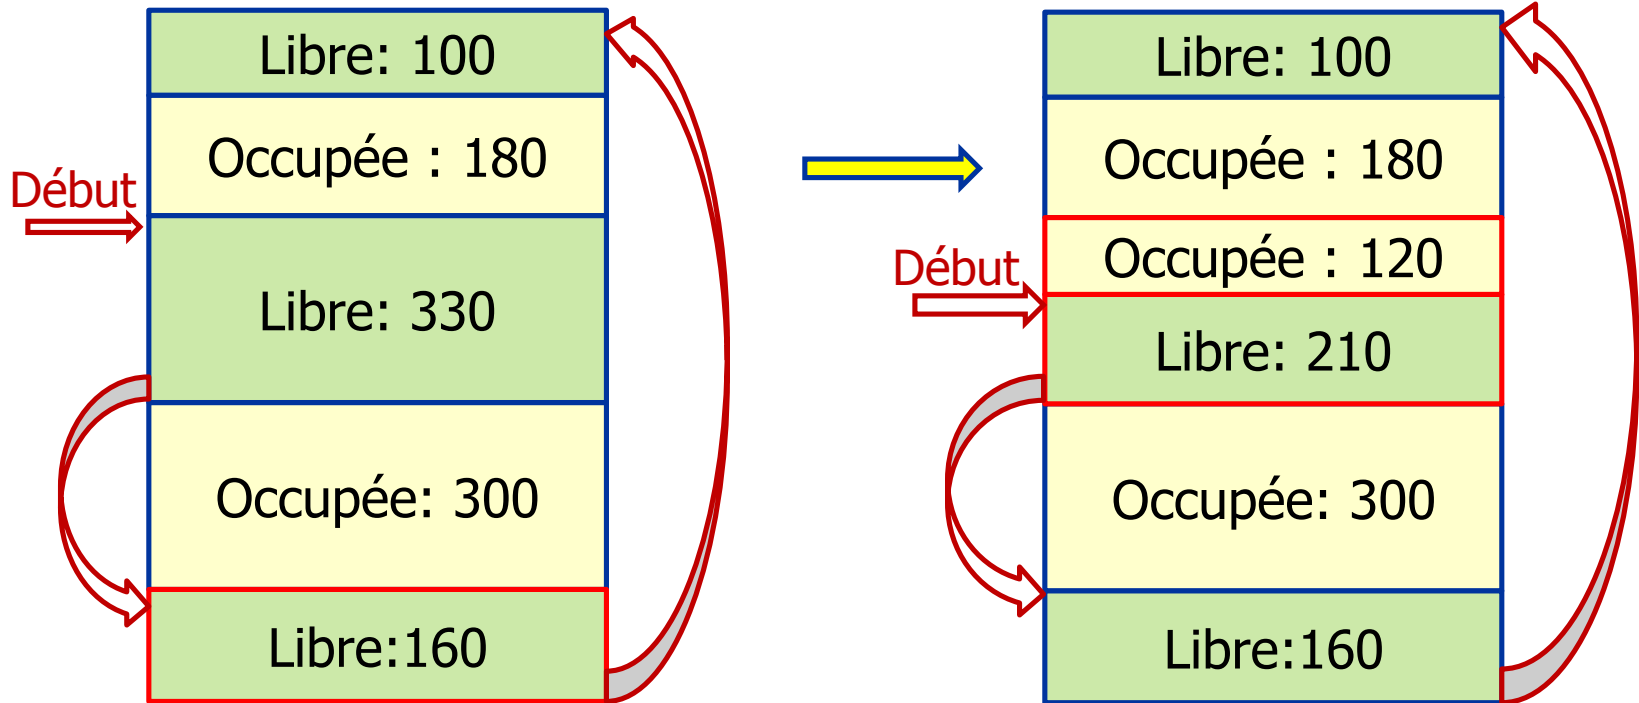 Libre: 100
Occupée : 180
Début
Libre: 330
Occupée: 300
Libre:160
Libre: 100
Occupée : 180
Occupée : 120
Début
Libre: 210
Occupée: 300
Libre:160